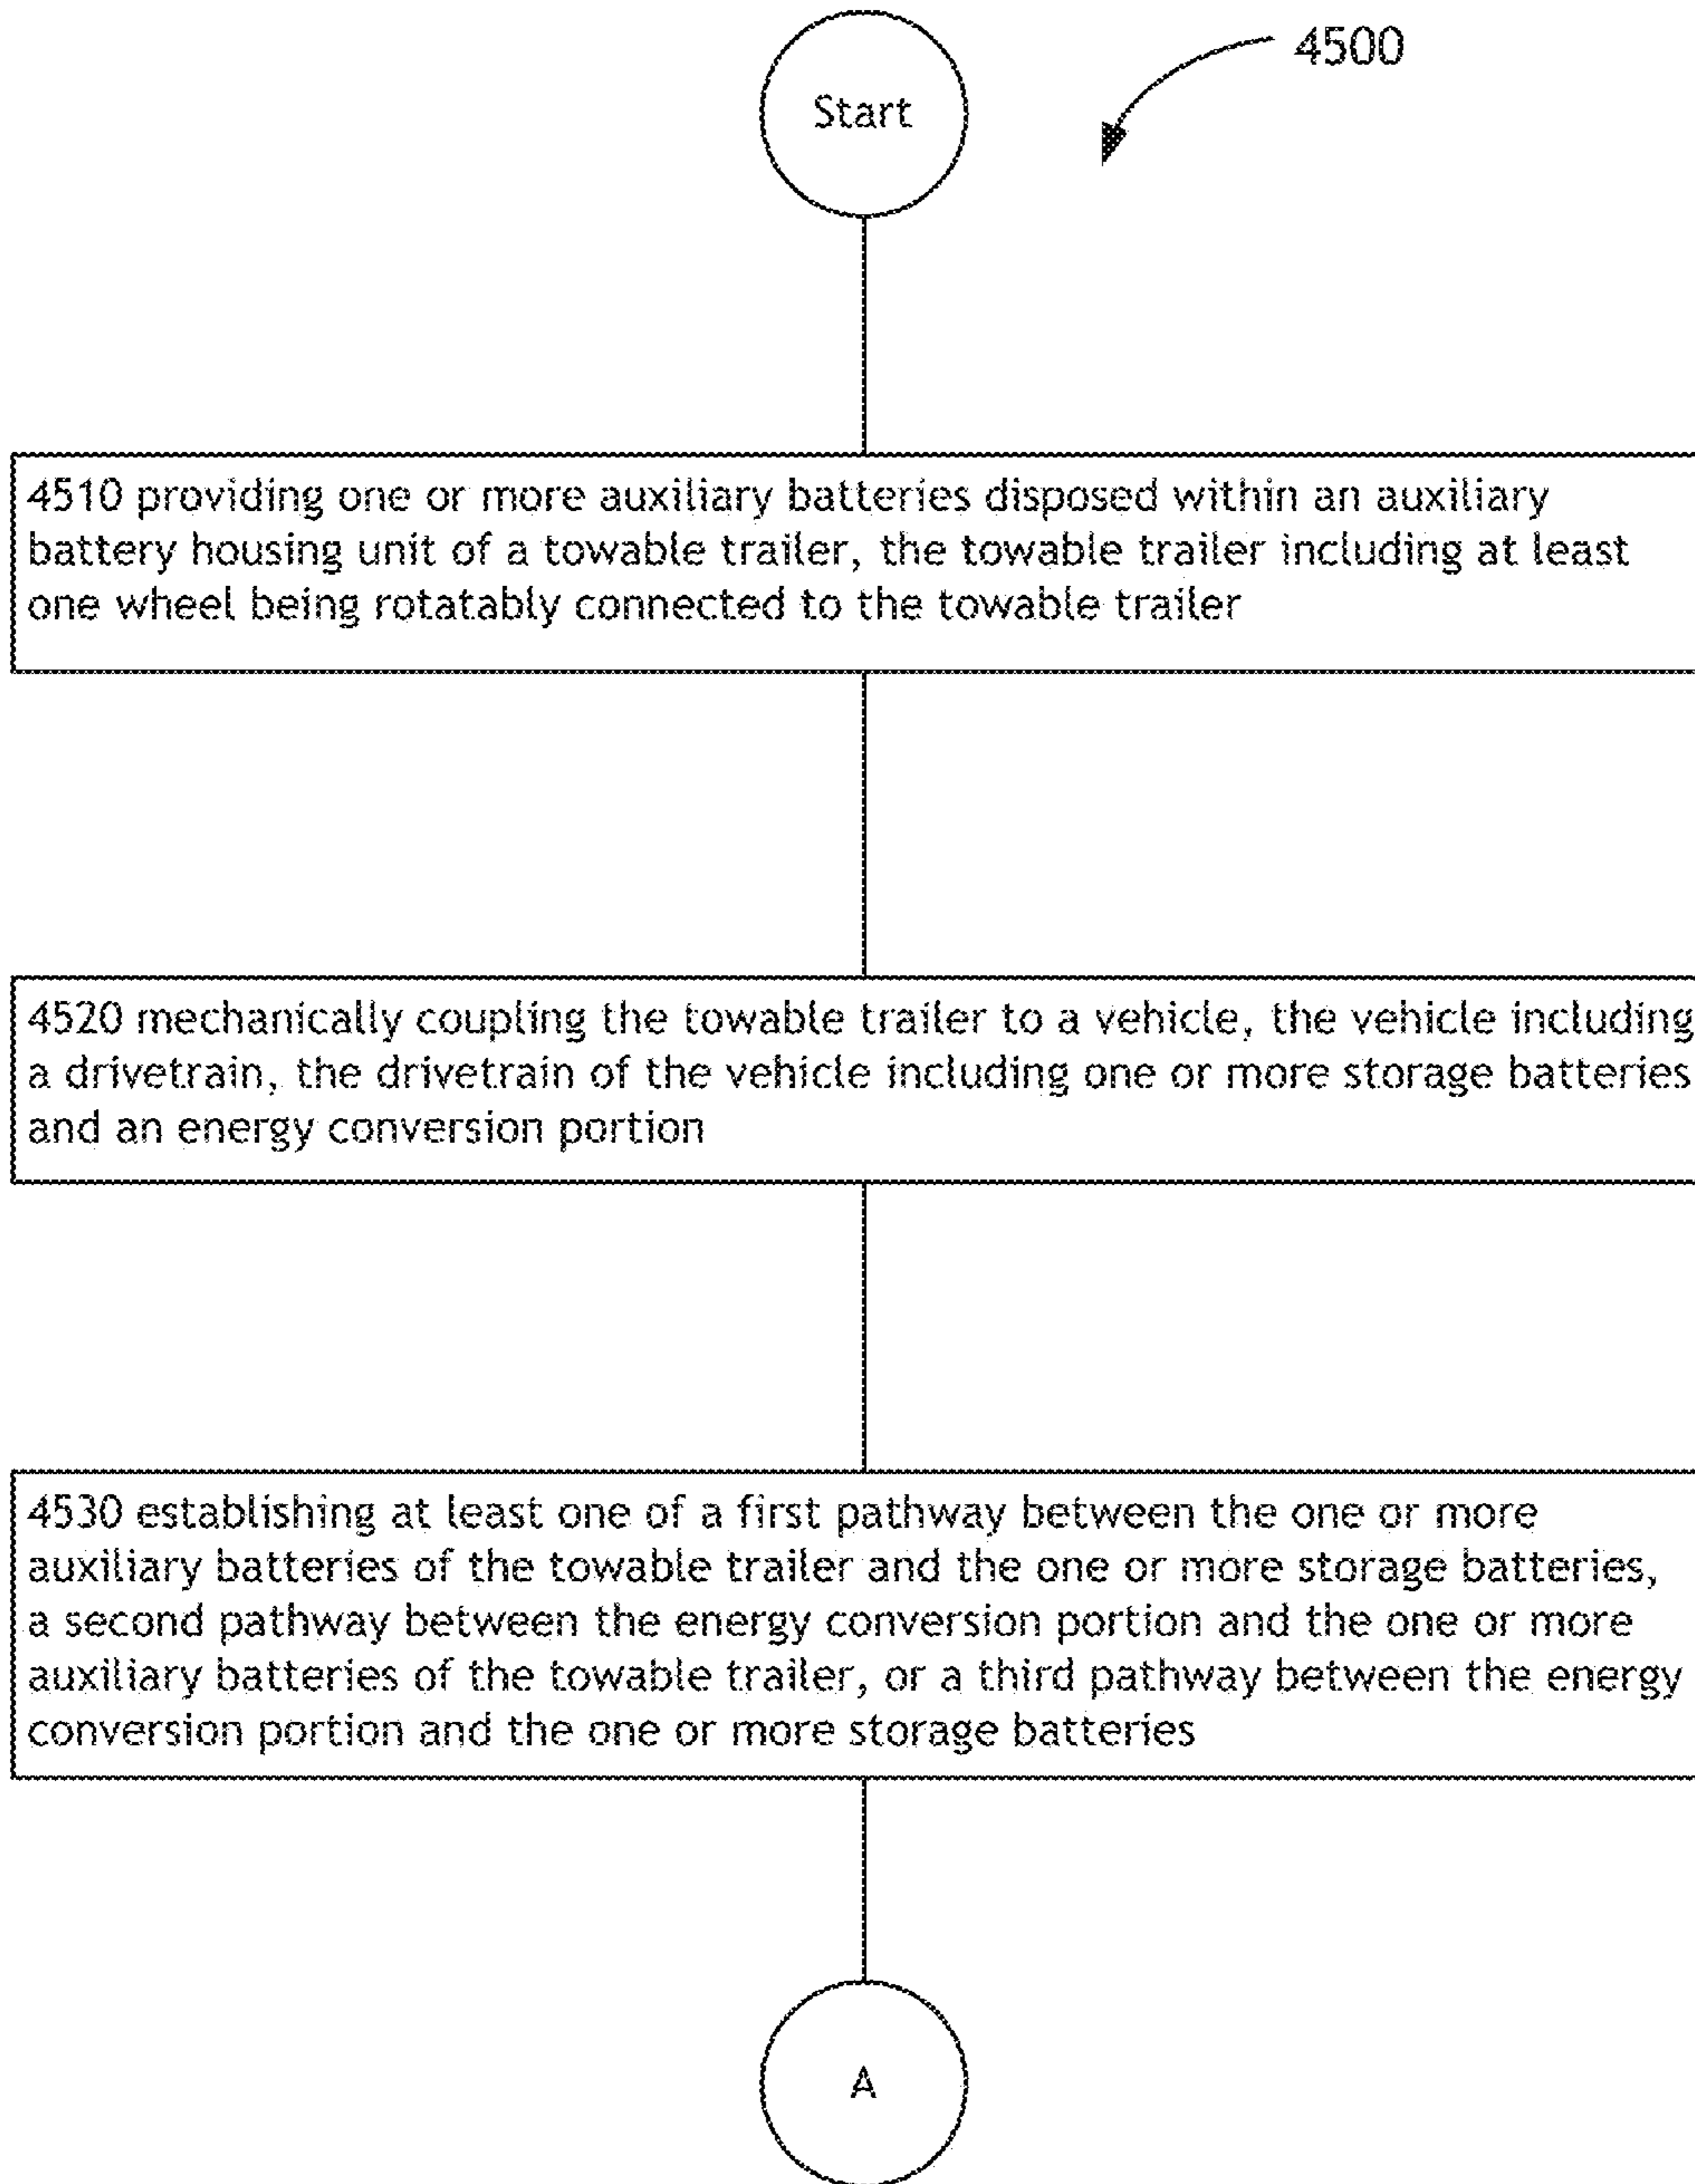 4500
Start
4510 providing one or more auxiliary batteries disposed within an auxiliary
battery housing unit of a towable trailer, the towable trailer including at least
one wheel being rotatably connected to the towable trailer
4520 mechanically coupling the towable trailer to a vehicle, the vehicle including
a drivetrain, the drivetrain of the vehicle including one or more storage batteries
and an energy conversion portion
4530 establishing at least one of a first pathway between the one or more
auxiliary batteries of the towable trailer and the one or more storage batteries,
a second pathway between the energy conversion portion and the one or more
auxiliary batteries of the towable trailer, or a third pathway between the energy
conversion portion and the one or more storage batteries
A